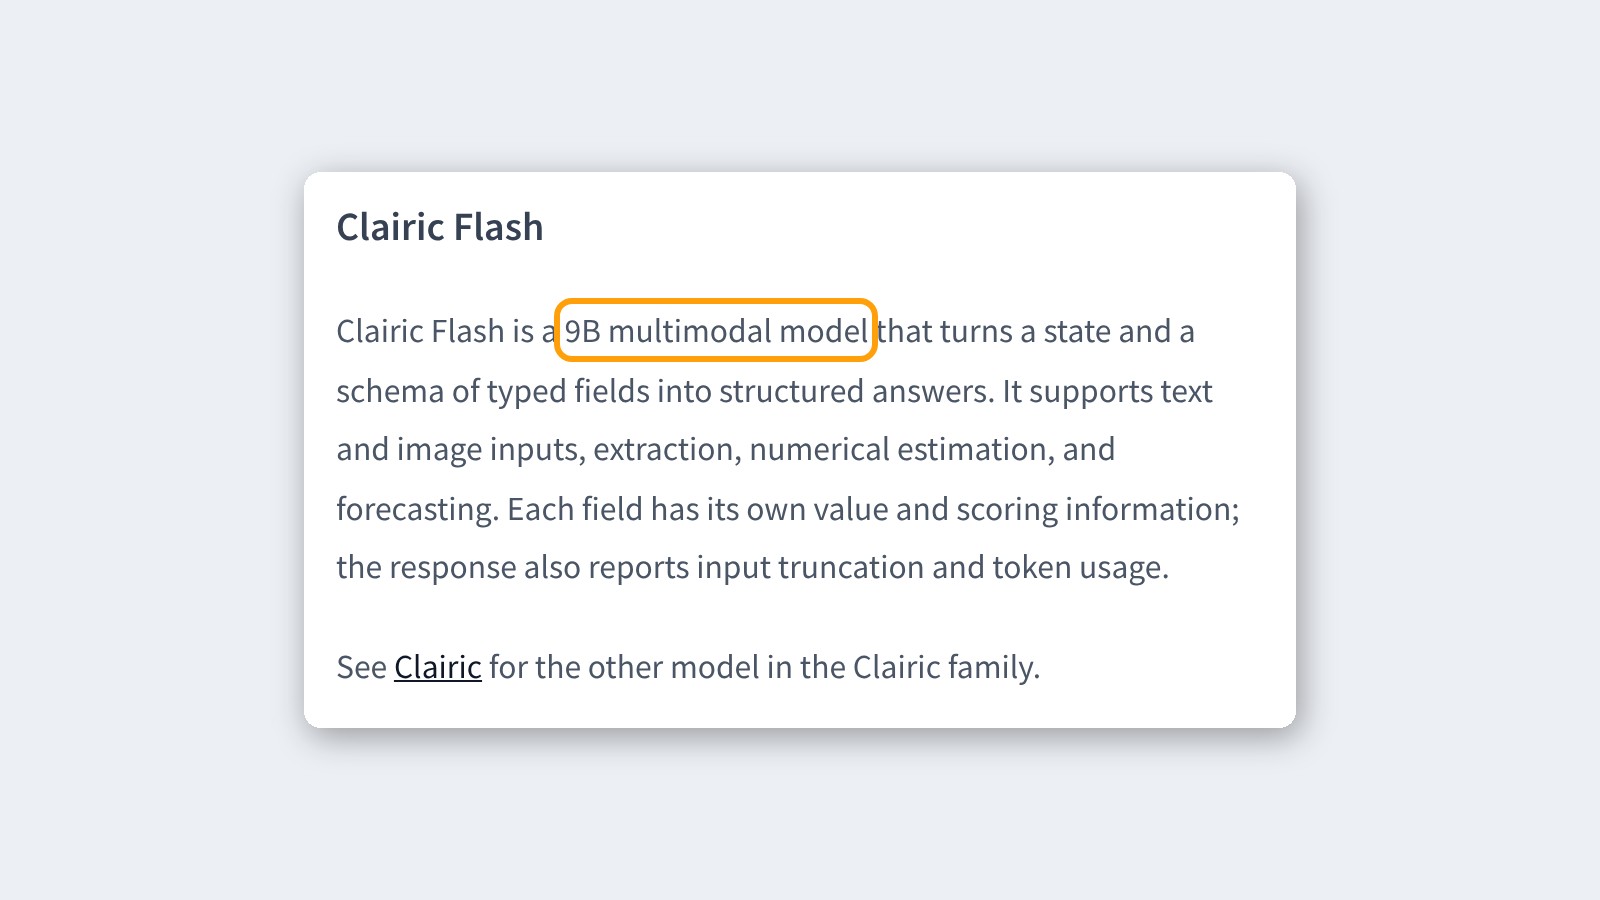 Clairic Flash
Clairic Flash is a 9B multimodal model that turns a state and a
schema of typed fields into structured answers. It supports text
and image inputs, extraction, numerical estimation, and
forecasting. Each field has its own value and scoring information;
the response also reports input truncation and token usage.
See Clairic for the other model in the Clairic family.